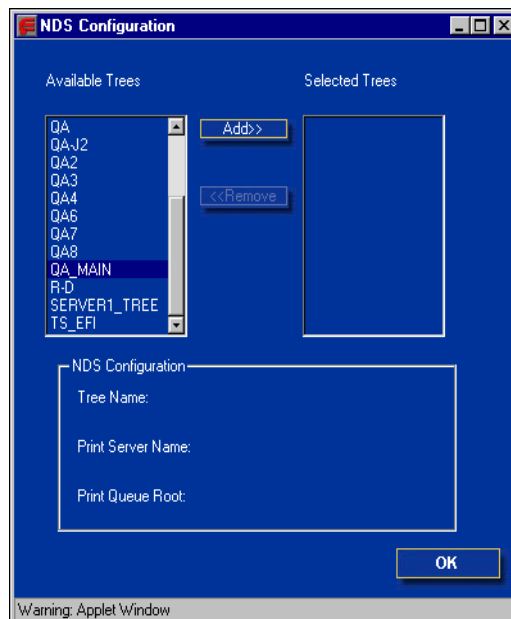 NDS Configuration
Available Trees
Selected Trees
QA
QA-J2
QA2
QA3
QA4
QA6
QA7
QA8
QA_MAIN
R-D
SERVER1_TREE
TS_EFI
Add>>
<<Remove
NDS Configuration
Tree Name:
Print Server Name:
Print Queue Root:
OK
Warning: Applet Window